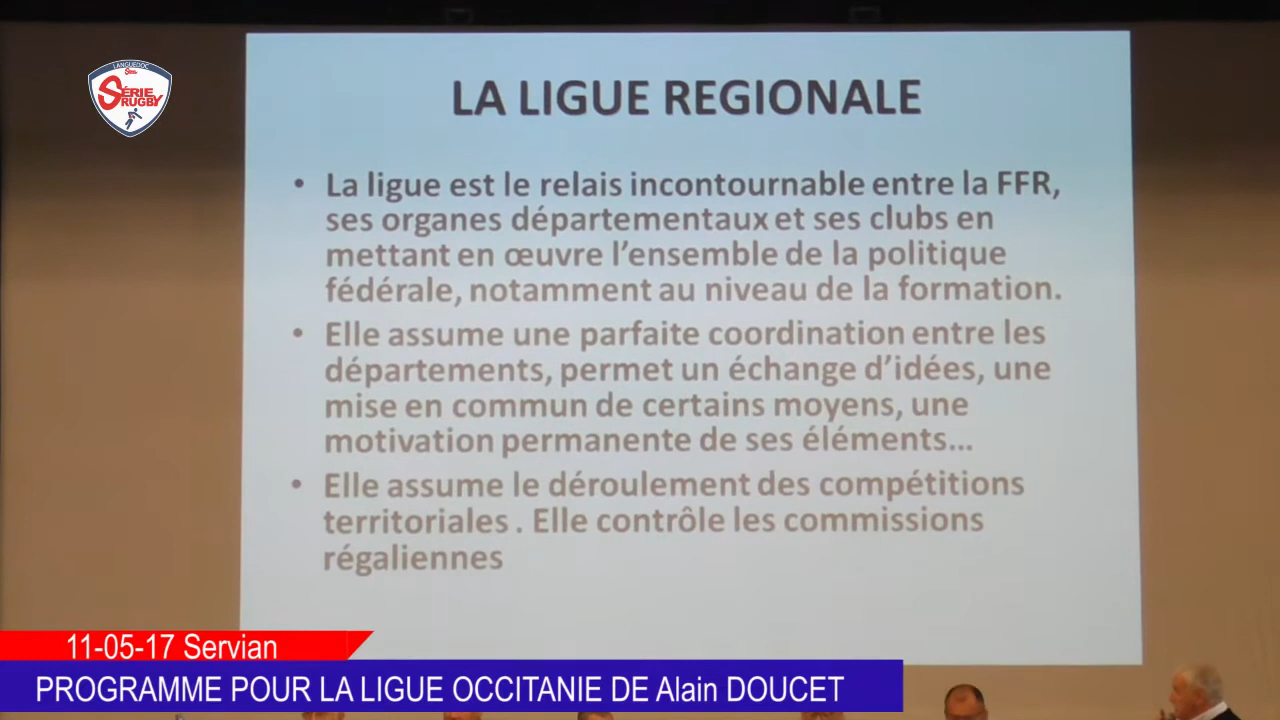 LANGUEDOC
SÉRIE
RUGBY
LA LIGUE REGIONALE
• La ligue est le relais incontournable entre la FFR,
ses organes départementaux et ses clubs en
mettant en œuvre l’ensemble de la politique
fédérale, notamment au niveau de la formation.
• Elle assume une parfaite coordination entre les
départements, permet un échange d’idées, une
mise en commun de certains moyens, une
motivation permanente de ses éléments...
• Elle assume le déroulement des compétitions
territoriales . Elle contrôle les commissions
régaliennes
11-05-17 Servian
PROGRAMME POUR LA LIGUE OCCITANIE DE Alain DOUCET